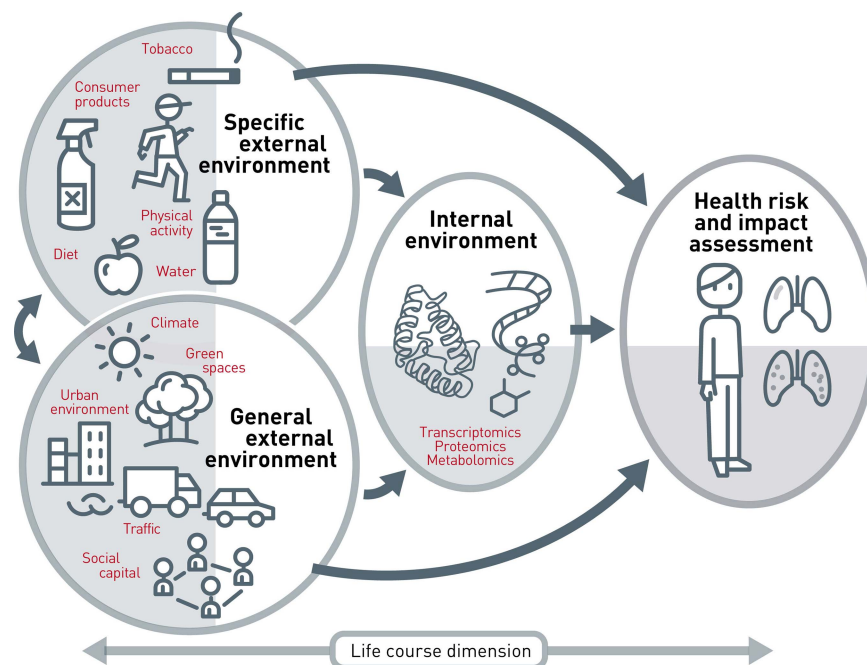 Tobacco
Consumer
products
Specific
external
environment
Physical
activity
Diet
Water
Climate
Green
spaces
Urban
environment
General
external
environment
Traffic
Social
capital
Internal
environment
Transcriptomics
Proteomics
Metabolomics
Health risk
and impact
assessment
Life course dimension